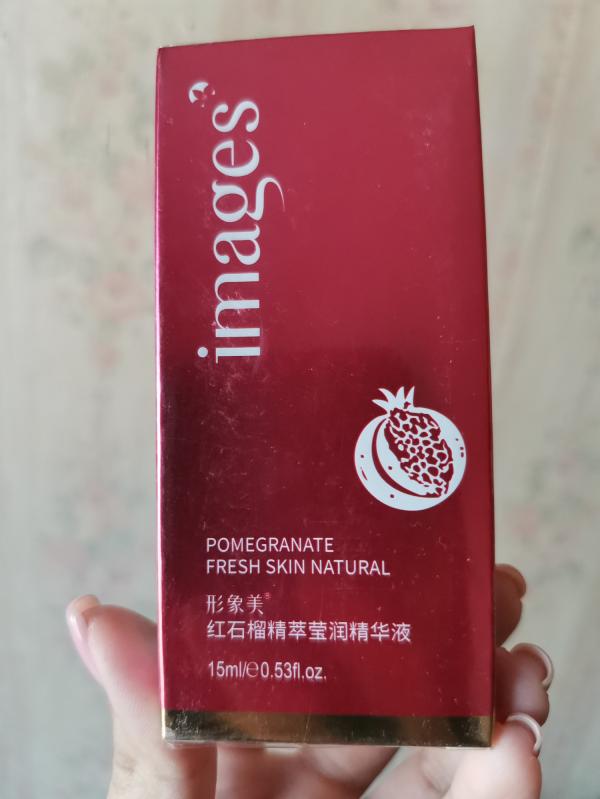 images
POMEGRANATE
FRESH SKIN NATURAL
形象美®
红石榴精萃莹润精华液
15ml/℮0.53fl.oz.